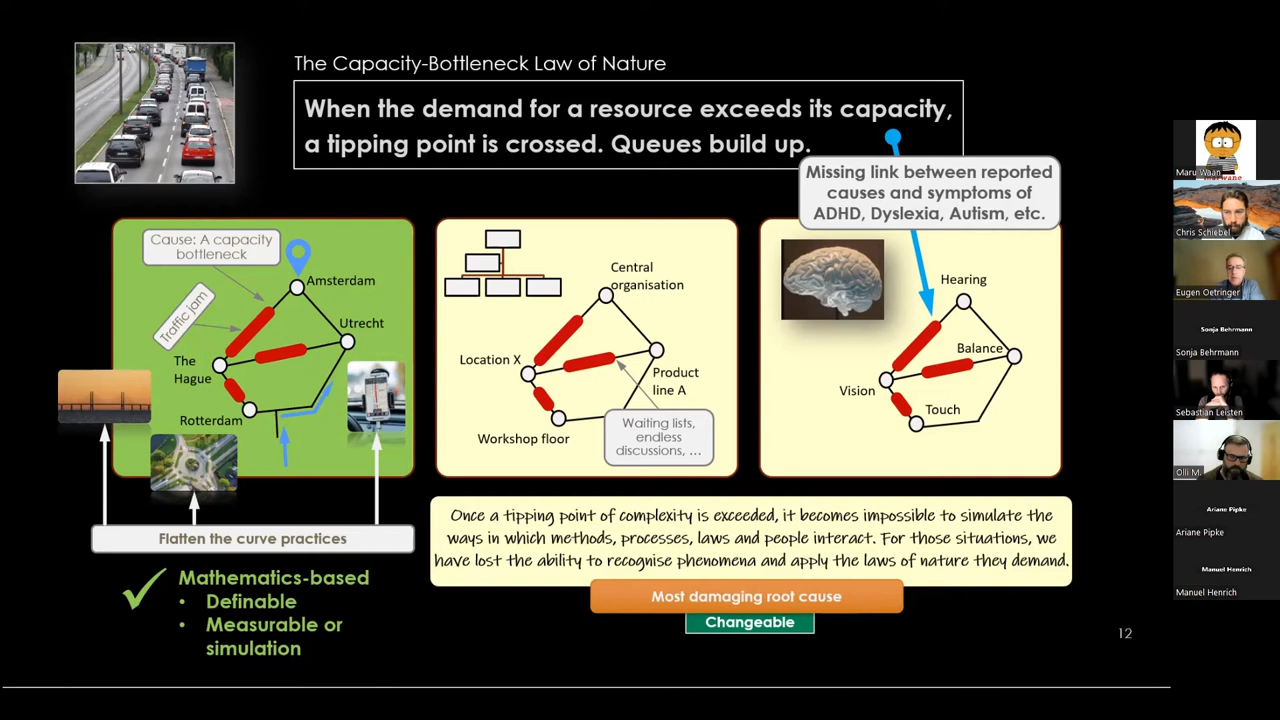 The Capacity-Bottleneck Law of Nature
When the demand for a resource exceeds its capacity,
a tipping point is crossed. Queues build up.
Missing link between reported
causes and symptoms of
ADHD, Dyslexia, Autism, etc.
Cause: A capacity
bottleneck
Traffic jam
Amsterdam
Utrecht
The
Hague
Rotterdam
Flatten the curve practices
Mathematics-based
• Definable
• Measurable or
simulation
Central
organisation
Location X
Product
line A
Workshop floor
Waiting lists,
endless
discussions, ...
Hearing
Balance
Vision
Touch
Once a tipping point of complexity is exceeded, it becomes impossible to simulate the
ways in which methods, processes, laws and people interact. For those situations, we
have lost the ability to recognise phenomena and apply the laws of nature they demand.
Most damaging root cause
Changeable
12
Maru Waan
Chris Schiebel
Eugen Oetringer
Sonja Behrmann
Sonja Behrmann
Sebastian Leisten
Olli M.
Ariane Pipke
Ariane Pipke
Manuel Henrich
Manuel Henrich